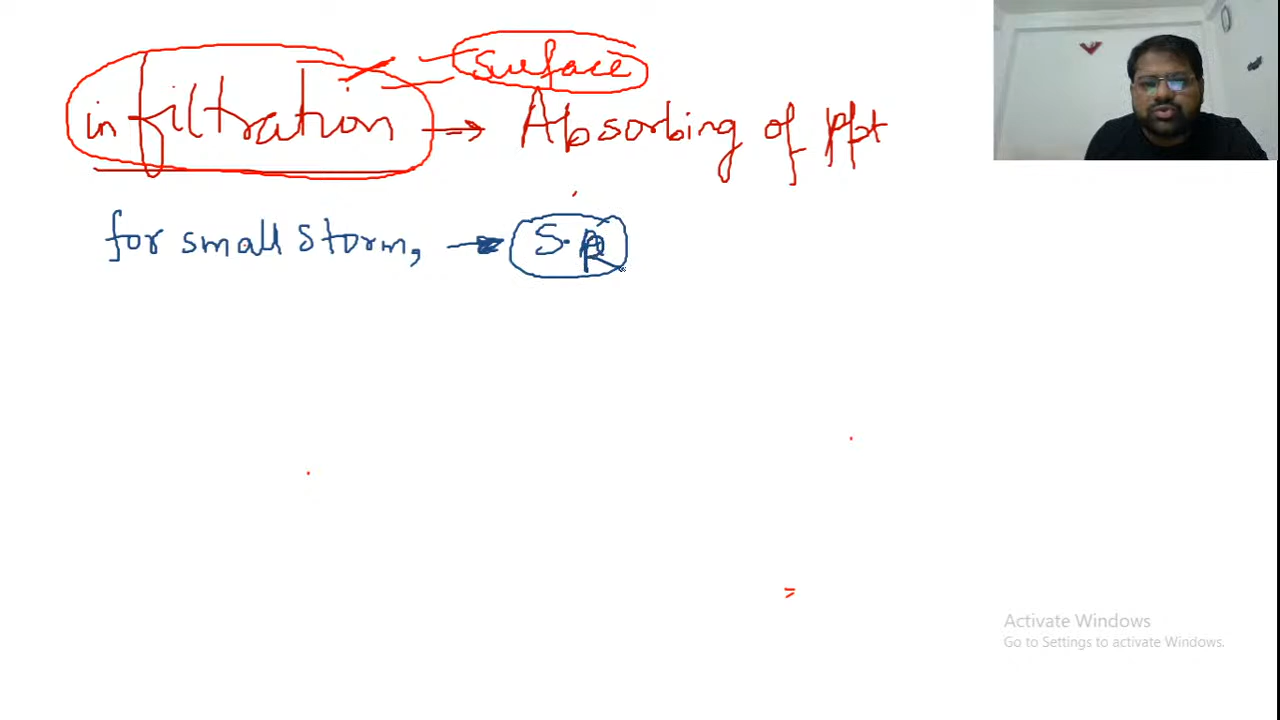 surface
infiltration → Absorbing of ppt
for small storm, → S.R
Activate Windows
Go to Settings to activate Windows.